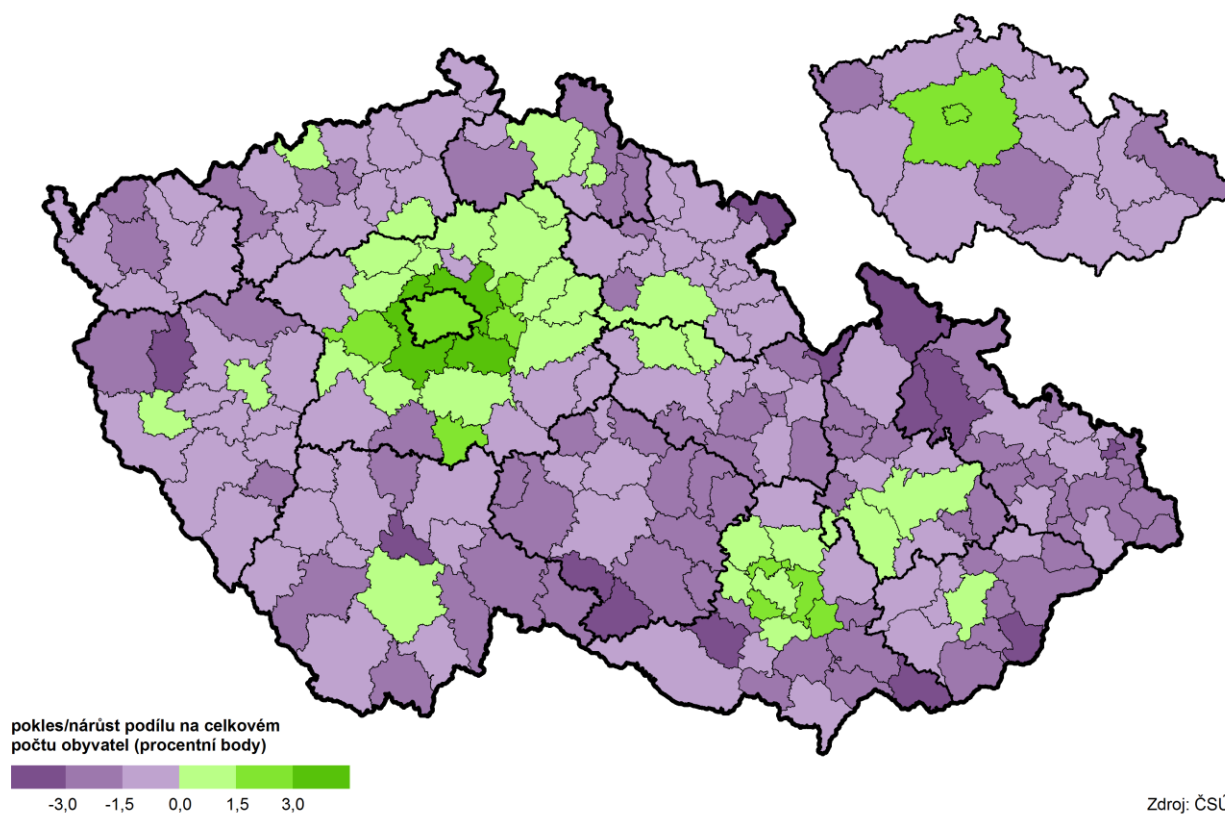 pokles/nárůst podílu na celkovém
počtu obyvatel (procentní body)
-3,0 -1,5 0,0 1,5 3,0
Zdroj: ČSÚ